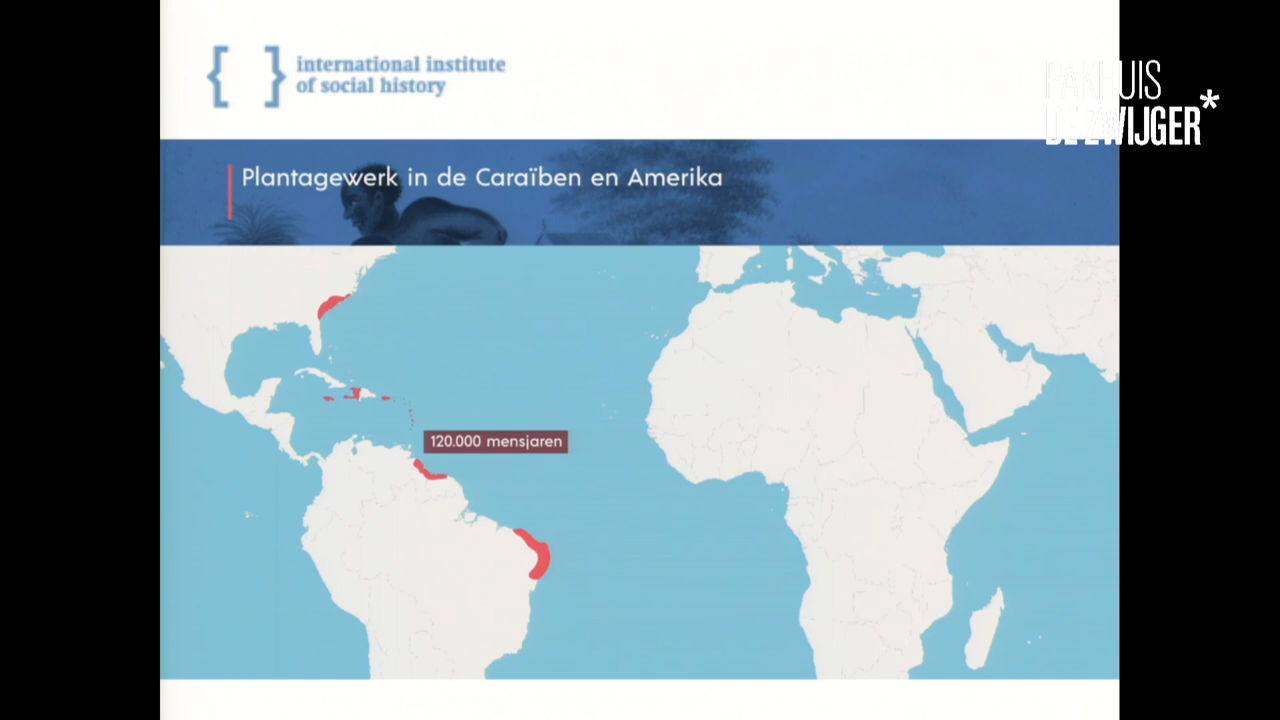 international institute
of social history
PAKHUIS
DE ZWIJGER*
Plantagewerk in de Caraïben en Amerika
120.000 mensjaren